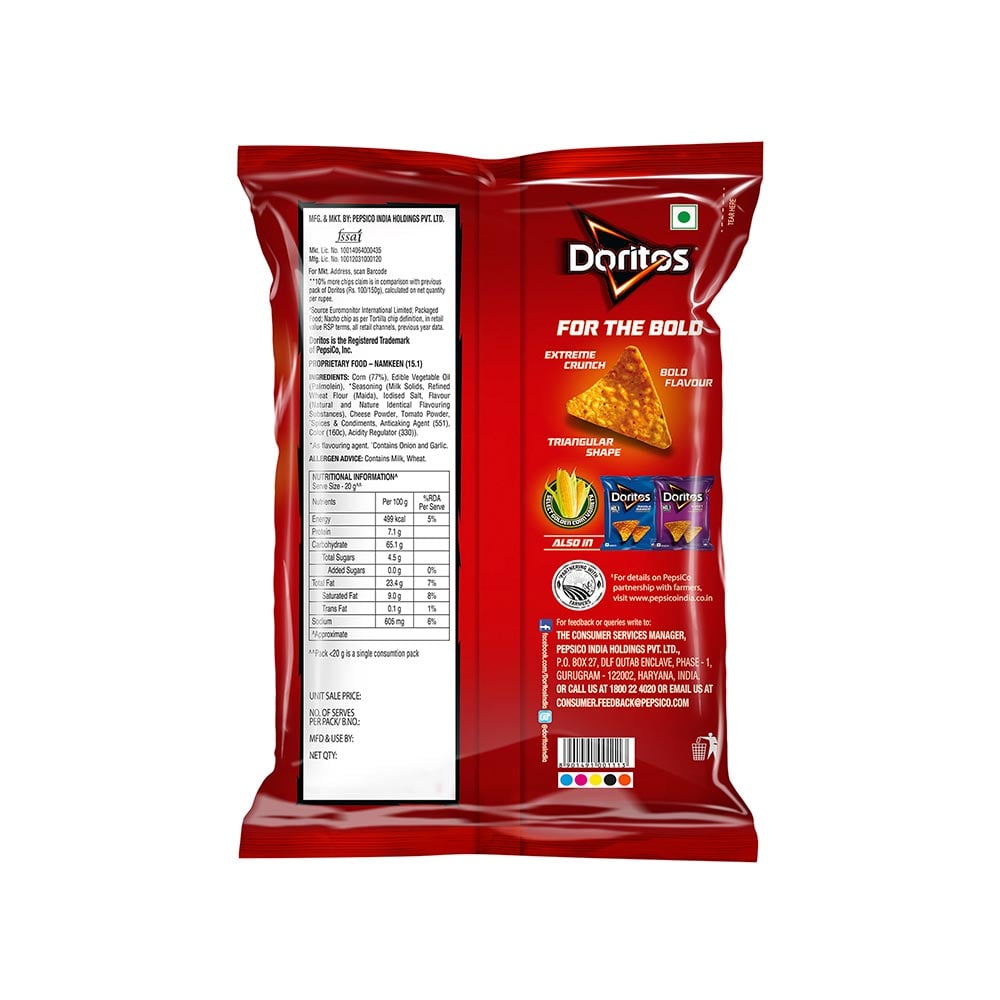 MFG. & MKT. BY: PEPSICO INDIA HOLDINGS PVT. LTD.
fssai
Mkt. Lic. No. 10014064000435
Mfg. Lic. No. 10012031000120
For Mkt. Address, scan Barcode
**10% more chips claim is in comparison with previous
pack of Doritos (Rs. 100/150g), calculated on net quantity
per rupee.
*Source Euromonitor International Limited; Packaged
Food; Nacho chip as per Tortilla chip definition, in retail
value RSP terms, all retail channels, previous year data.
Doritos is the Registered Trademark
of PepsiCo, Inc.
PROPRIETARY FOOD – NAMKEEN (15.1)
INGREDIENTS: Corn (77%), Edible Vegetable Oil
(Palmolein), *Seasoning (Milk Solids, Refined
Wheat Flour (Maida), Iodised Salt, Flavour
(Natural and Nature Identical Flavouring
Substances), Cheese Powder, Tomato Powder,
'Spices & Condiments, Anticaking Agent (551),
Color (160c), Acidity Regulator (330)).
*As flavouring agent. 'Contains Onion and Garlic.
ALLERGEN ADVICE: Contains Milk, Wheat.
NUTRITIONAL INFORMATION^
Serve Size - 20 g^^
Nutrients Per 100 g %RDA Per Serve
Energy 499 kcal 5%
Protein 7.1 g
Carbohydrate 65.1 g
Total Sugars 4.5 g
Added Sugars 0.0 g 0%
Total Fat 23.4 g 7%
Saturated Fat 9.0 g 8%
Trans Fat 0.1 g 1%
Sodium 605 mg 6%
^Approximate
^^Pack <20 g is a single consumtion pack
UNIT SALE PRICE:
NO. OF SERVES
PER PACK/ B.NO.:
MFD & USE BY:
NET QTY:
TEAR HERE
Doritos
FOR THE BOLD
EXTREME
CRUNCH
BOLD
FLAVOUR
TRIANGULAR
SHAPE
SELECT GOLDEN CORN
ALSO IN
Doritos
Doritos
PARTNERING WITH
FARMERS
'For details on PepsiCo
partnership with farmers,
visit www.pepsicoindia.co.in
facebook.com/DoritosIndia
@doritosindia
For feedback or queries write to:
THE CONSUMER SERVICES MANAGER,
PEPSICO INDIA HOLDINGS PVT. LTD.,
P.O. BOX 27, DLF QUTAB ENCLAVE, PHASE - 1,
GURUGRAM - 122002, HARYANA, INDIA.
OR CALL US AT 1800 22 4020 OR EMAIL US AT
CONSUMER.FEEDBACK@PEPSICO.COM
8 901491 001113